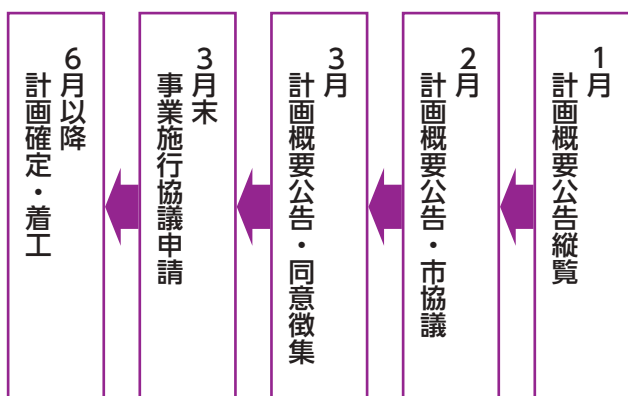 1月
計画概要公告縦覧
2月
計画概要公告・市協議
3月
計画概要公告・同意徴集
3月末
事業施行協議申請
6月以降
計画確定・着工